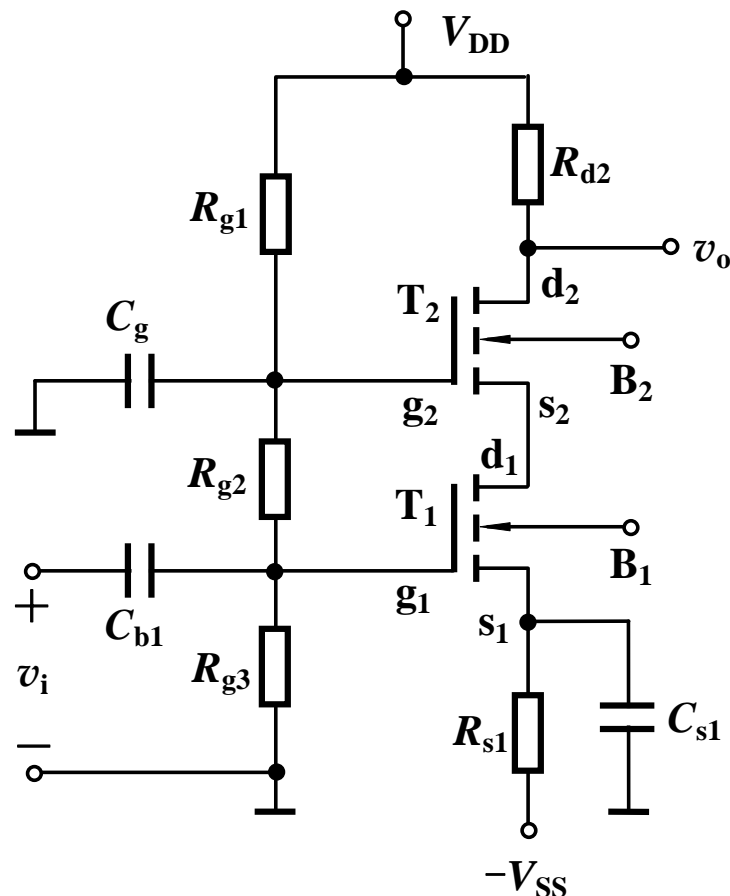 V_DD
R_d2
R_g1
v_o
C_g
T_2
d_2
B_2
g_2
s_2
d_1
R_g2
T_1
B_1
+
C_b1
g_1
s_1
v_i
R_g3
R_s1
C_s1
−
−V_SS